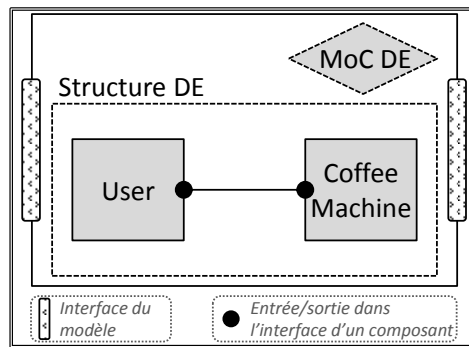 MoC DE
Structure DE
User
Coffee
Machine
Interface du
modèle
Entrée/sortie dans
l'interface d'un composant